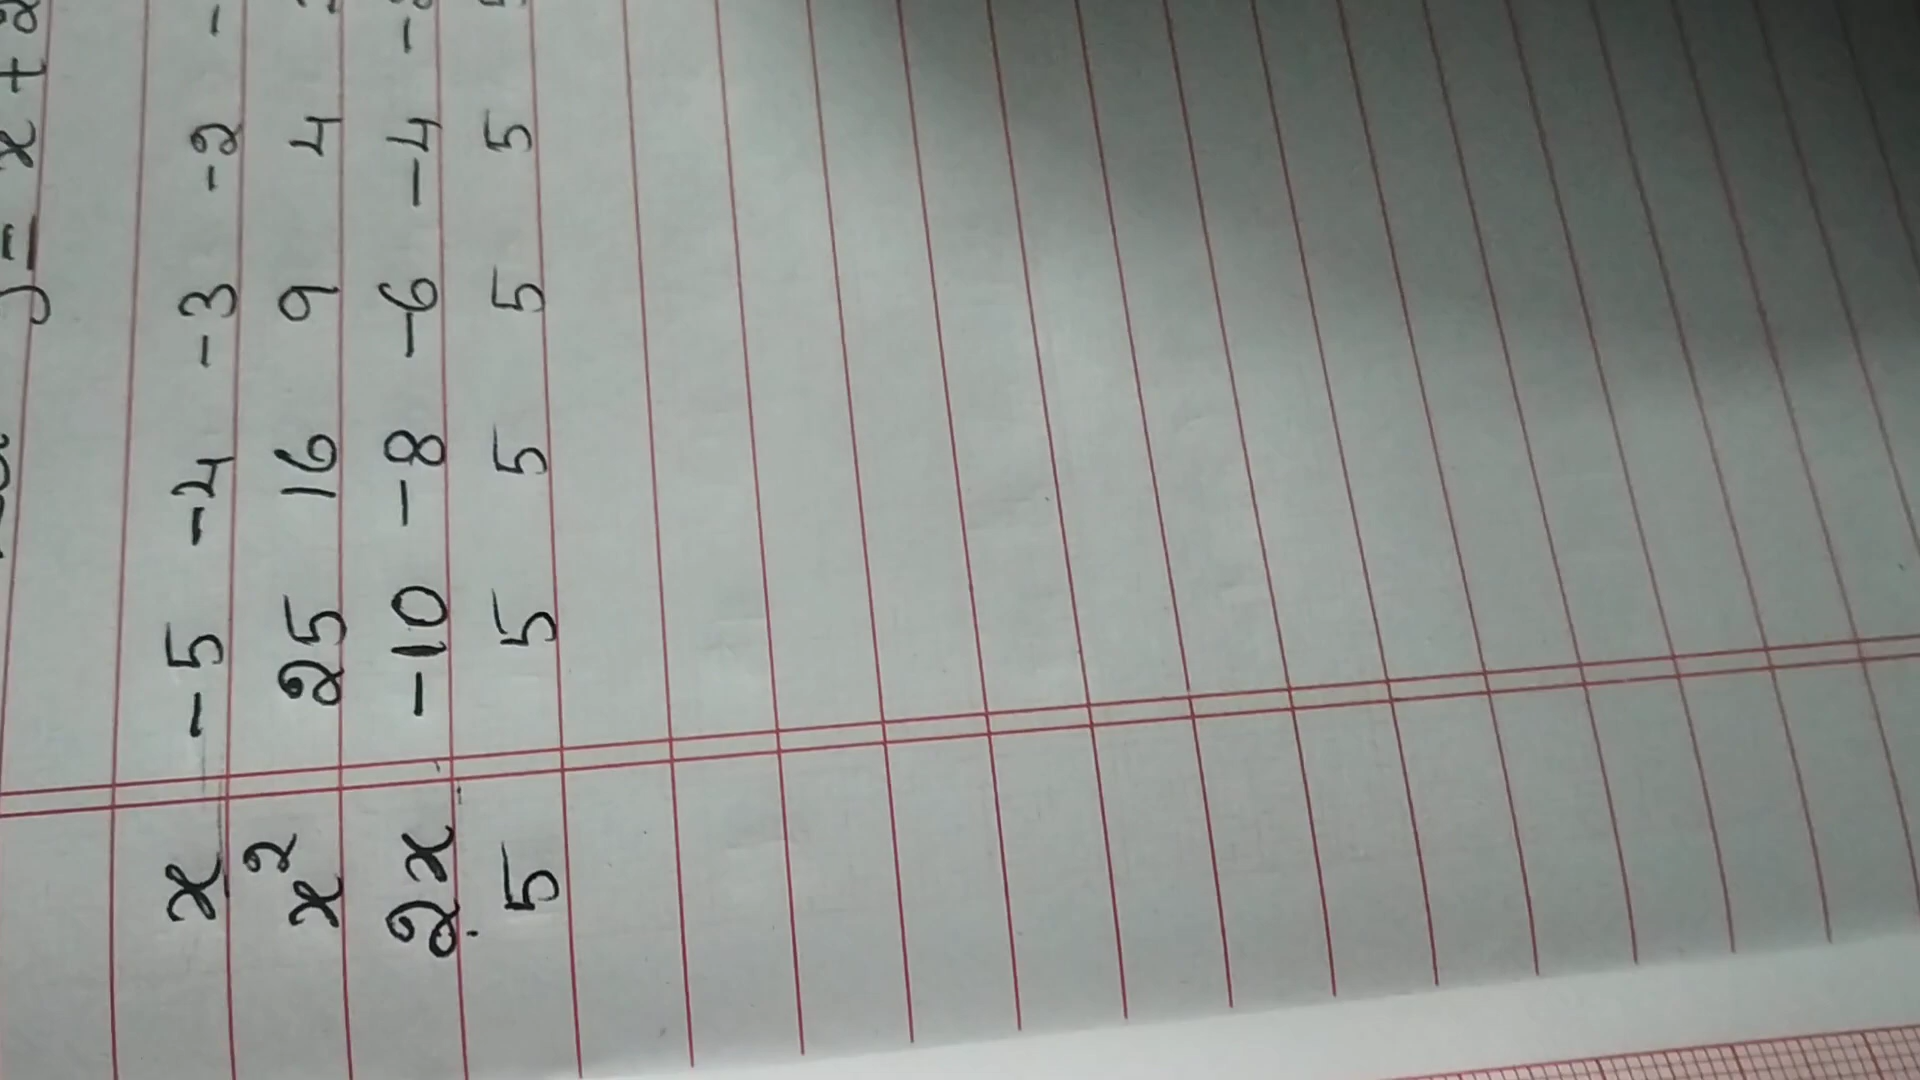 y = x + 2
x -5 -4 -3 -2 -
x² 25 16 9 4
2x -10 -8 -6 -4 -
5 5 5 5 5